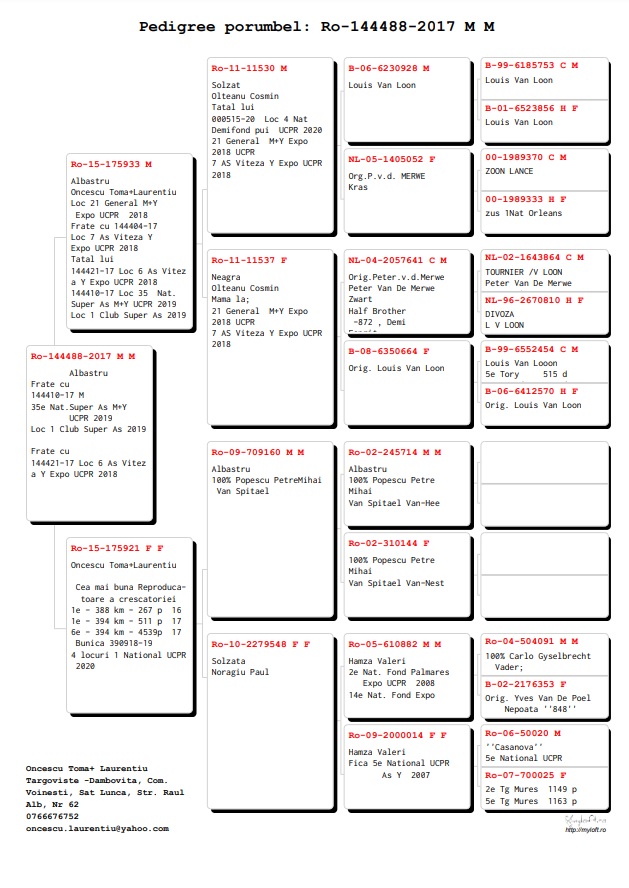 Pedigree porumbel: Ro-144488-2017 M M
Ro-144488-2017 M M
Albastru
Frate cu
144410-17 M
35e Nat.Super As M+Y
UCPR 2019
Loc 1 Club Super As 2019
Frate cu
144421-17 Loc 6 As Vitez
a Y Expo UCPR 2018
Ro-15-175933 M
Albastru
Oncescu Toma+Laurentiu
Loc 21 General M+Y
Expo UCPR 2018
Frate cu 144404-17
Loc 7 As Viteza Y
Expo UCPR 2018
Tatal lui
144421-17 Loc 6 As Vitez
a Y Expo UCPR 2018
144410-17 Loc 35 Nat.
Super As M+Y UCPR 2019
Loc 1 Club Super As 2019
Ro-15-175921 F F
Oncescu Toma+Laurentiu
Cea mai buna Reproduca-
toare a crescatoriei
1e - 388 km - 267 p 16
1e - 394 km - 511 p 17
6e - 394 km - 4539p 17
Bunica 390918-19
4 locuri 1 National UCPR
2020
Ro-11-11530 M
Solzat
Olteanu Cosmin
Tatal lui
000515-20 Loc 4 Nat
Demifond pui UCPR 2020
21 General M+Y Expo
2018 UCPR
7 AS Viteza Y Expo UCPR
2018
Ro-11-11537 F
Neagra
Olteanu Cosmin
Mama la;
21 General M+Y Expo
2018 UCPR
7 AS Viteza Y Expo UCPR
2018
Ro-09-709160 M M
Albastru
100% Popescu PetreMihai
Van Spitael
Ro-10-2279548 F F
Solzata
Noragiu Paul
B-06-6230928 M
Louis Van Loon
NL-05-1405052 F
Org.P.v.d. MERWE
Kras
NL-04-2057641 C M
Orig.Peter.v.d.Merwe
Peter Van De Merwe
Zwart
Half Brother
-872 , Demi
B-08-6350664 F
Orig. Louis Van Loon
Ro-02-245714 M M
Albastru
100% Popescu Petre
Mihai
Van Spitael Van-Hee
Ro-02-310144 F
100% Popescu Petre
Mihai
Van Spitael Van-Nest
Ro-05-610882 M M
Hamza Valeri
2e Nat. Fond Palmares
Expo UCPR 2008
14e Nat. Fond Expo
Ro-09-2000014 F F
Hamza Valeri
Fica 5e National UCPR
As Y 2007
B-99-6185753 C M
Louis Van Loon
B-01-6523856 H F
Louis Van Loon
00-1989370 C M
ZOON LANCE
00-1989333 H F
zus 1Nat Orleans
NL-02-1643864 C M
TOURNIER /V LOON
Peter Van De Merwe
NL-96-2670810 H F
DIVOZA
L V LOON
B-99-6552454 C M
Louis Van Looon
5e Tory 515 d
B-06-6412570 H F
Orig. Louis Van Loon
Ro-04-504091 M M
100% Carlo Gyselbrecht
Vader;
B-02-2176353 F
Orig. Yves Van De Poel
Nepoata ''848''
Ro-06-50020 M
''Casanova''
5e National UCPR
Ro-07-700025 F
2e Tg Mures 1149 p
5e Tg Mures 1163 p
Oncescu Toma+ Laurentiu
Targoviste -Dambovita, Com.
Voinesti, Sat Lunca, Str. Raul
Alb, Nr 62
0766676752
oncescu.laurentiu@yahoo.com
http://myloft.ro